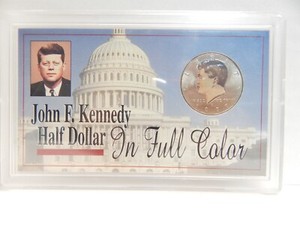 John F. Kennedy
Half Dollar
In Full Color